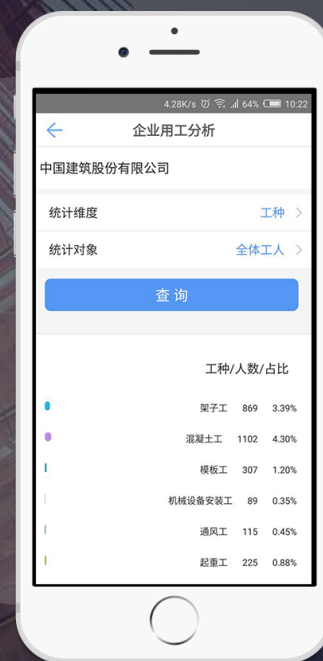 4.28K/s 64% 10:22
企业用工分析
中国建筑股份有限公司
统计维度 工种
统计对象 全体工人
查询
工种/人数/占比
架子工 869 3.39%
混凝土工 1102 4.30%
模板工 307 1.20%
机械设备安装工 89 0.35%
通风工 115 0.45%
起重工 225 0.88%